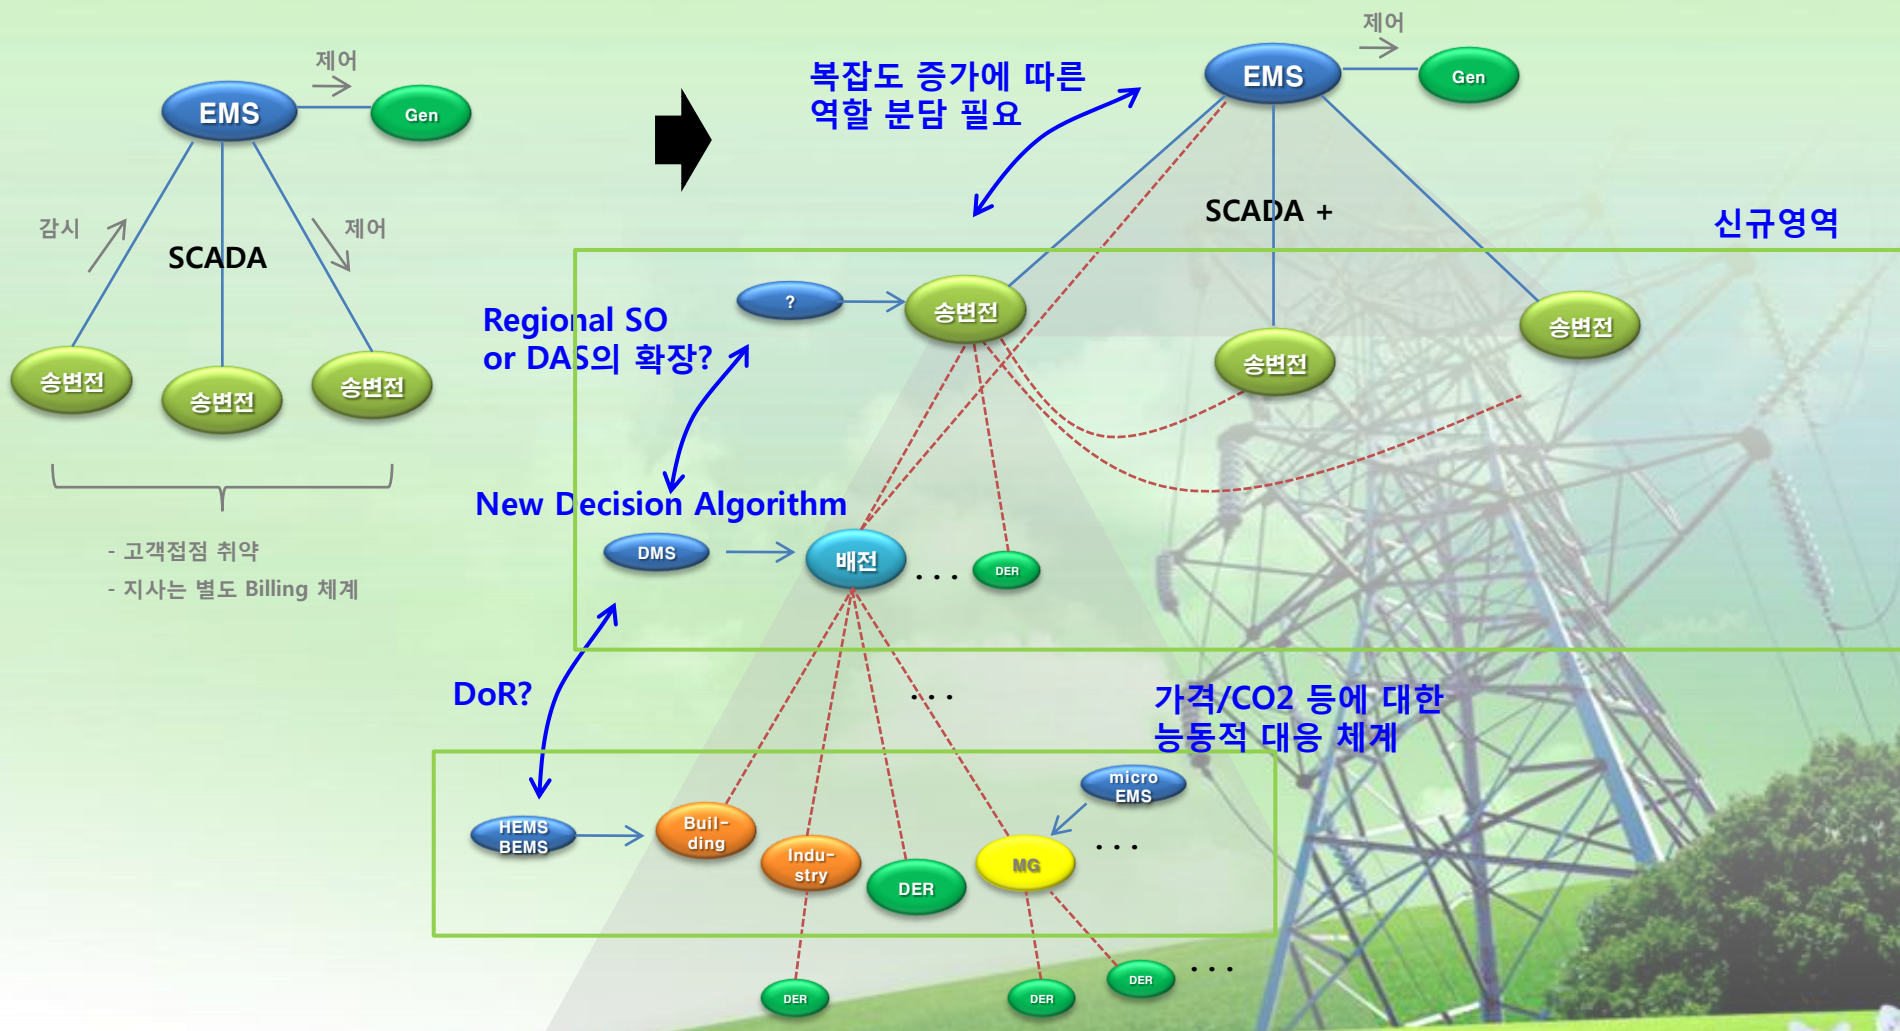 제어
EMS
Gen
감시
제어
SCADA
송변전
송변전
송변전
- 고객접점 취약
- 지사는 별도 Billing 체계
복잡도 증가에 따른
역할 분담 필요
제어
EMS
Gen
SCADA +
신규영역
?
송변전
송변전
송변전
Regional SO
or DAS의 확장?
New Decision Algorithm
DMS
배전
...
DER
DoR?
...
가격/CO2 등에 대한
능동적 대응 체계
micro
EMS
HEMS
BEMS
Buil-
ding
Indu-
stry
DER
MG
...
DER
DER
DER
...